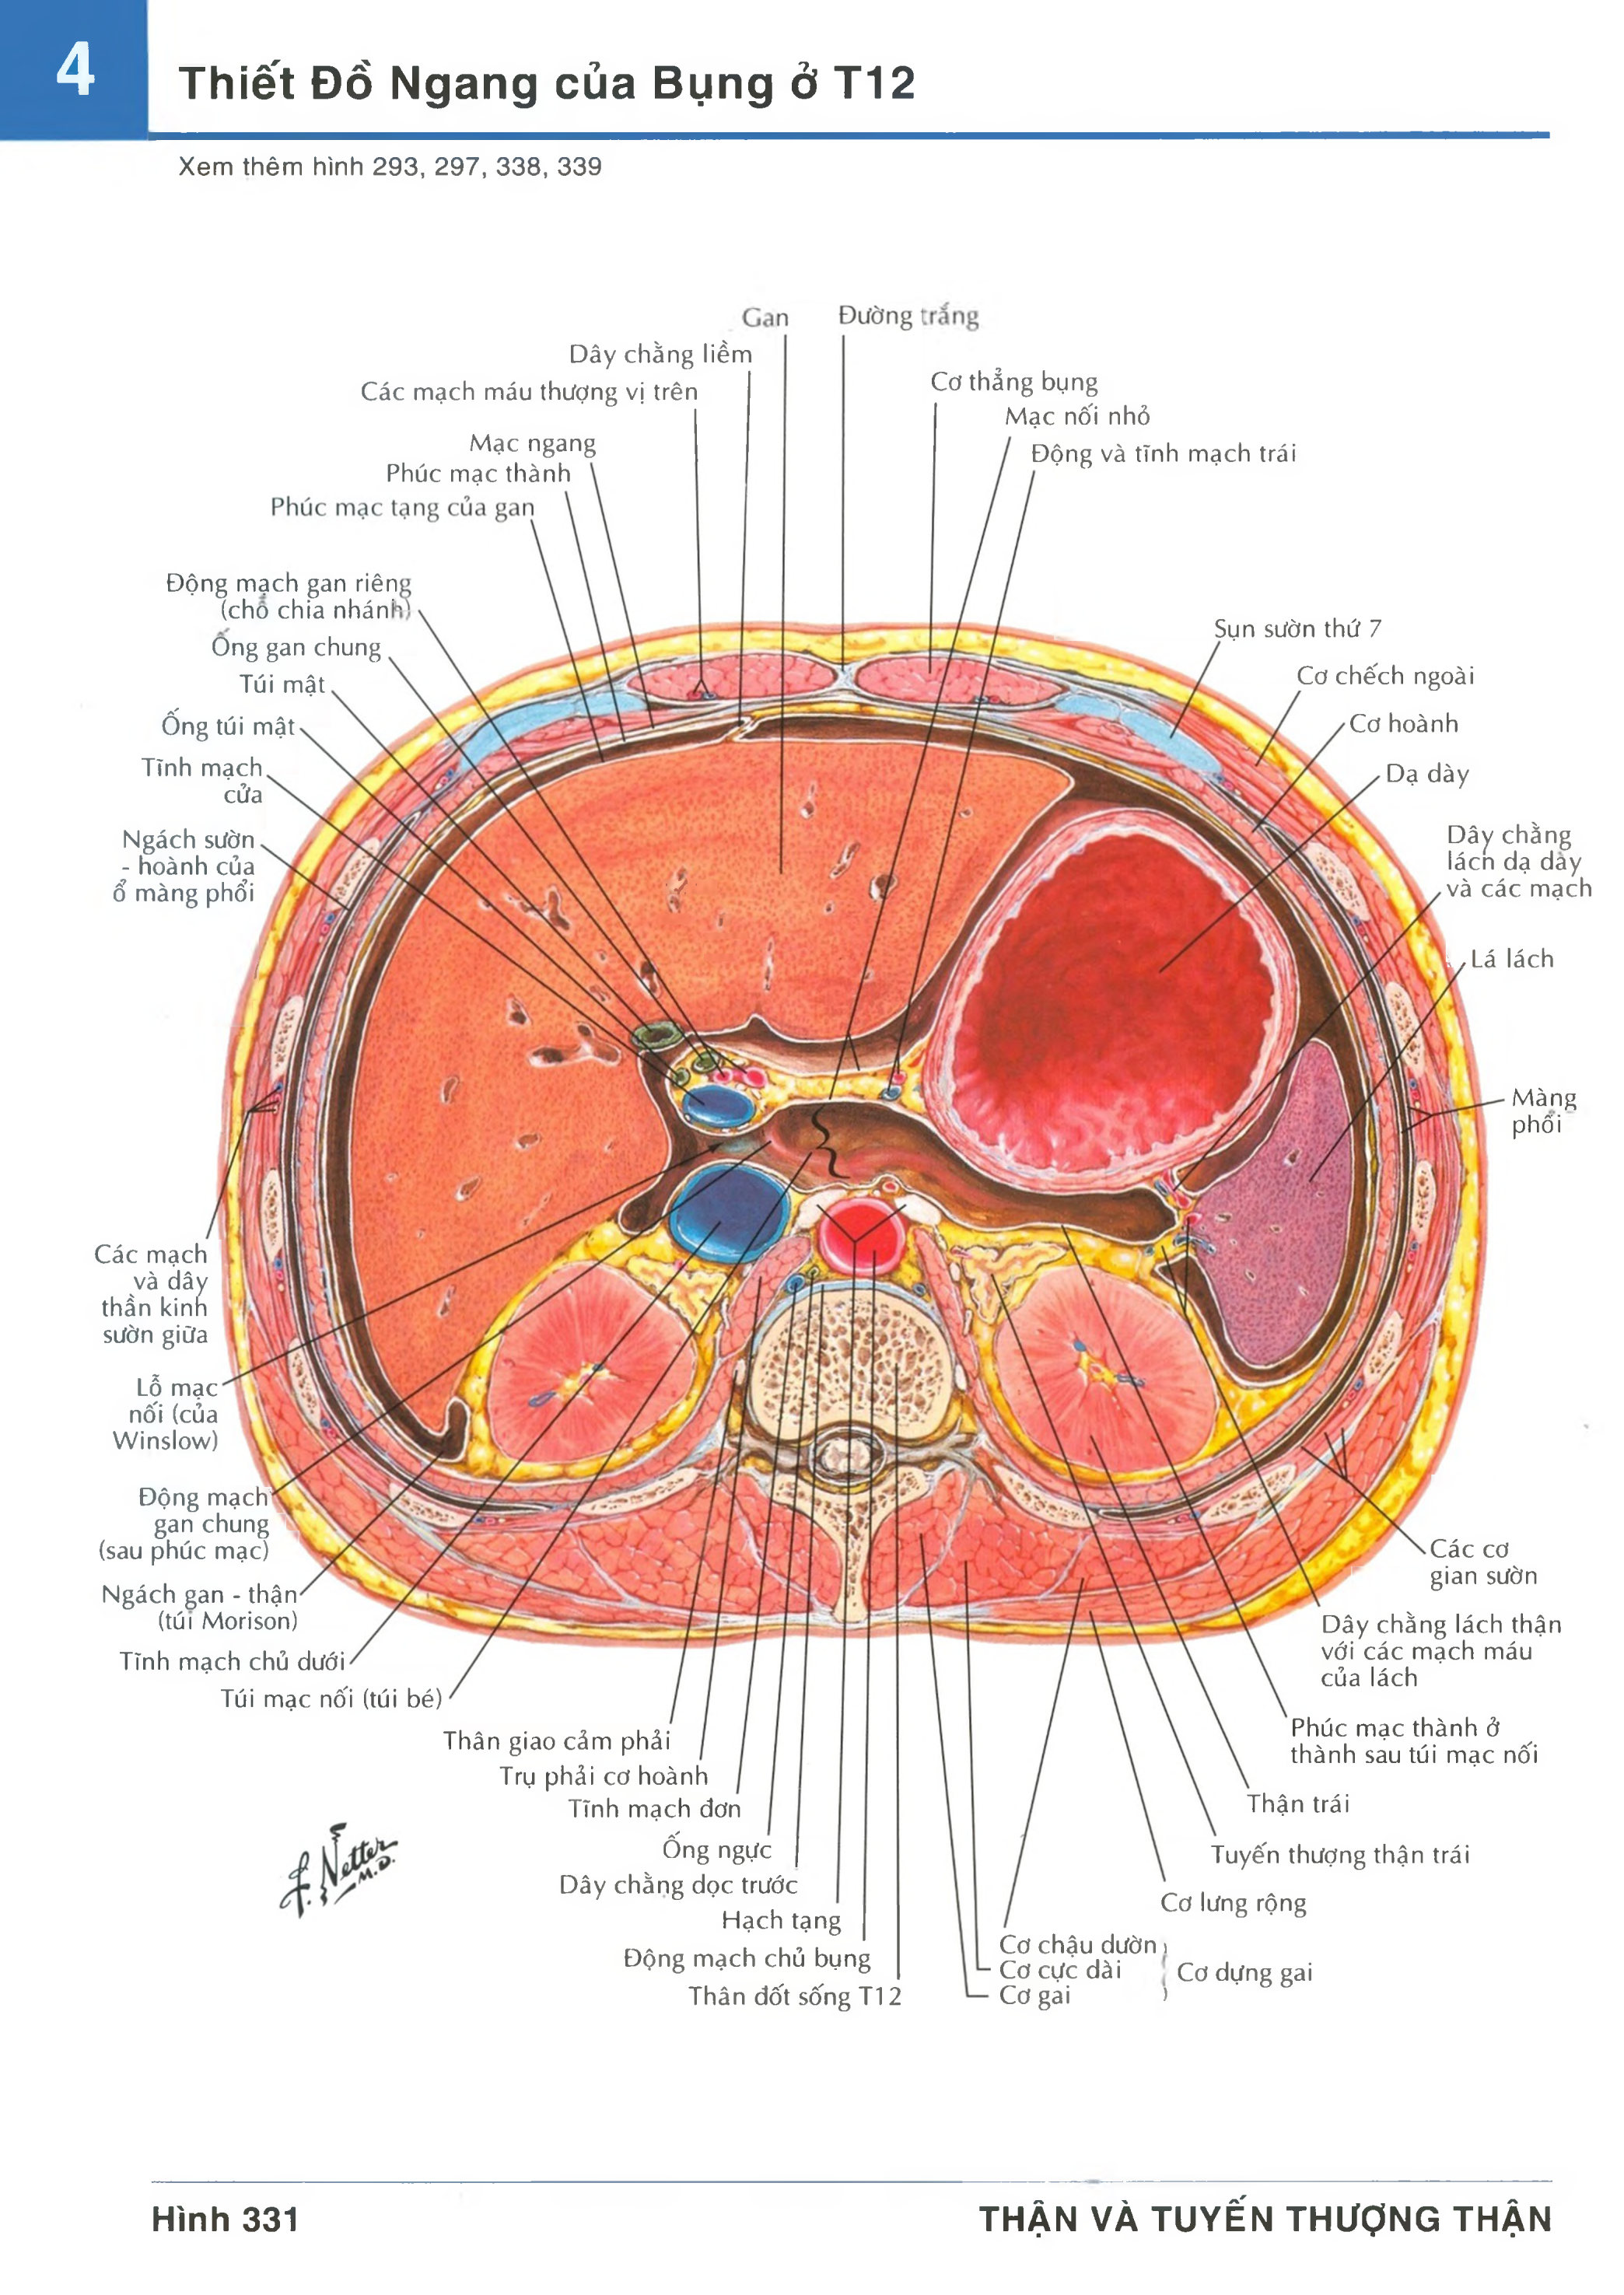 4
Thiết Đồ Ngang của Bụng ở T12
Xem thêm hình 293, 297, 338, 339
Gan
Đường trắng
Dây chằng liềm
Các mạch máu thượng vị trên
Cơ thẳng bụng
Mạc nối nhỏ
Động và tĩnh mạch trái
Mạc ngang
Phúc mạc thành
Phúc mạc tạng của gan
Động mạch gan riêng
(chỗ chia nhánh)
Ống gan chung
Túi mật
Ống túi mật
Tĩnh mạch
cửa
Ngách sườn
- hoành của
ổ màng phổi
Sụn sườn thứ 7
Cơ chếch ngoài
Cơ hoành
Dạ dày
Dây chằng
lách dạ dày
và các mạch
Lá lách
Màng
phổi
Các mạch
và dây
thần kinh
sườn giữa
Lỗ mạc
nối (của
Winslow)
Động mạch
gan chung
(sau phúc mạc)
Ngách gan - thận
(túi Morison)
Tĩnh mạch chủ dưới
Túi mạc nối (túi bé)
Thân giao cảm phải
Trụ phải cơ hoành
Tĩnh mạch đơn
Ống ngực
Dây chằng dọc trước
Hạch tạng
Động mạch chủ bụng
Thân đốt sống T12
Các cơ
gian sườn
Dây chằng lách thận
với các mạch máu
của lách
Phúc mạc thành ở
thành sau túi mạc nối
Thận trái
Tuyến thượng thận trái
Cơ lưng rộng
Cơ chậu dườn
Cơ cực dài
Cơ gai
Cơ dựng gai
F. Netter
M.D.
Hình 331
THẬN VÀ TUYẾN THƯỢNG THẬN